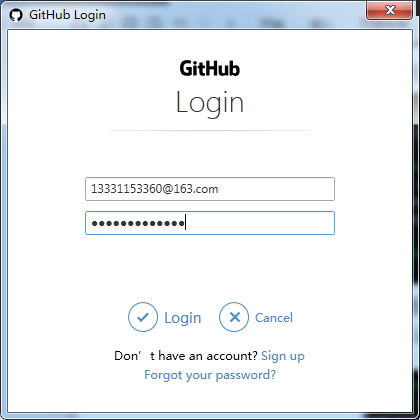 GitHub Login
GitHub
Login
13331153360@163.com
•••••••••••••
Login Cancel
Don't have an account? Sign up
Forgot your password?